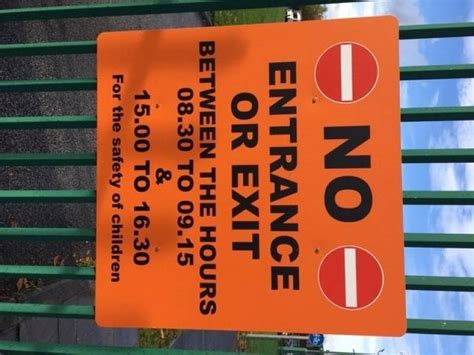 NO
ENTRANCE
OR EXIT
BETWEEN THE HOURS
08.30 TO 09.15
&
15.00 TO 16.30
For the safety of children